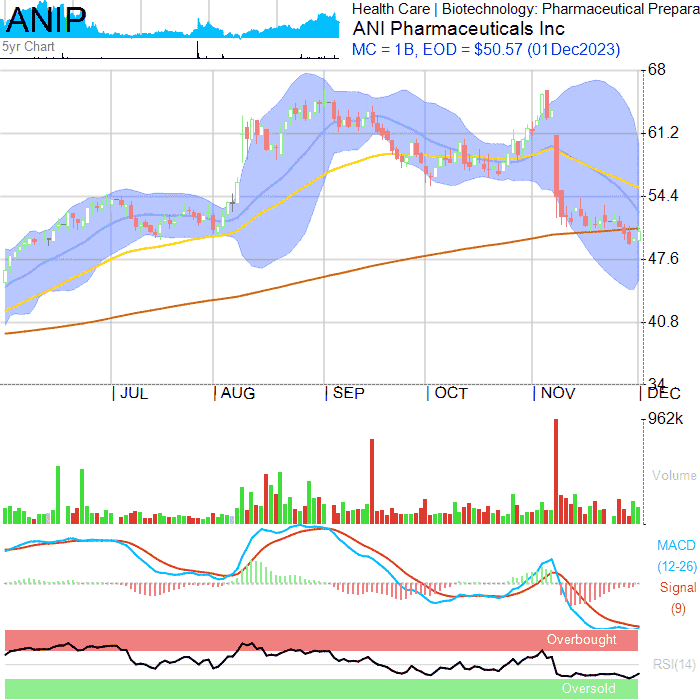 ANIP
5yr Chart
Health Care | Biotechnology: Pharmaceutical Prepara
ANI Pharmaceuticals Inc
MC = 1B, EOD = $50.57 (01Dec2023)
68
61.2
54.4
47.6
40.8
34
JUL
AUG
SEP
OCT
NOV
DEC
962k
Volume
MACD
(12-26)
Signal
(9)
Overbought
RSI(14)
Oversold